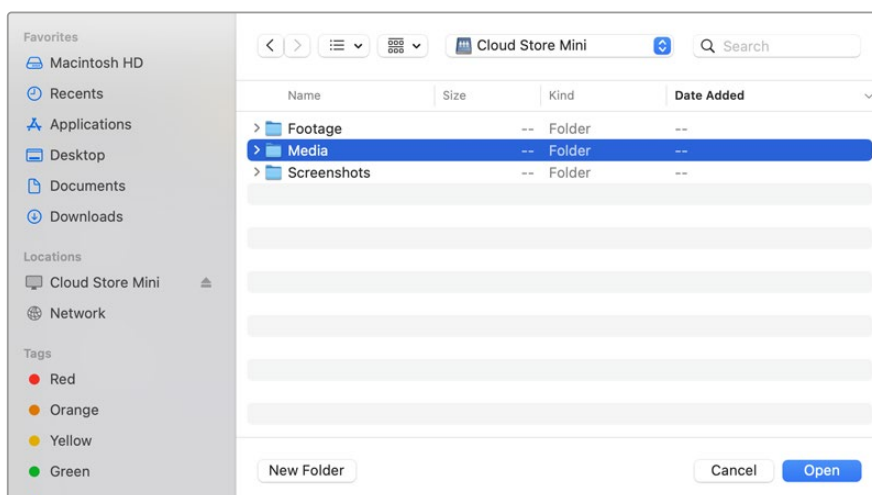 Favorites
Macintosh HD
Recents
Applications
Desktop
Documents
Downloads
Locations
Cloud Store Mini
Network
Tags
Red
Orange
Yellow
Green
Cloud Store Mini
Search
Name Size Kind Date Added
Footage -- Folder --
Media -- Folder --
Screenshots -- Folder --
New Folder Cancel Open